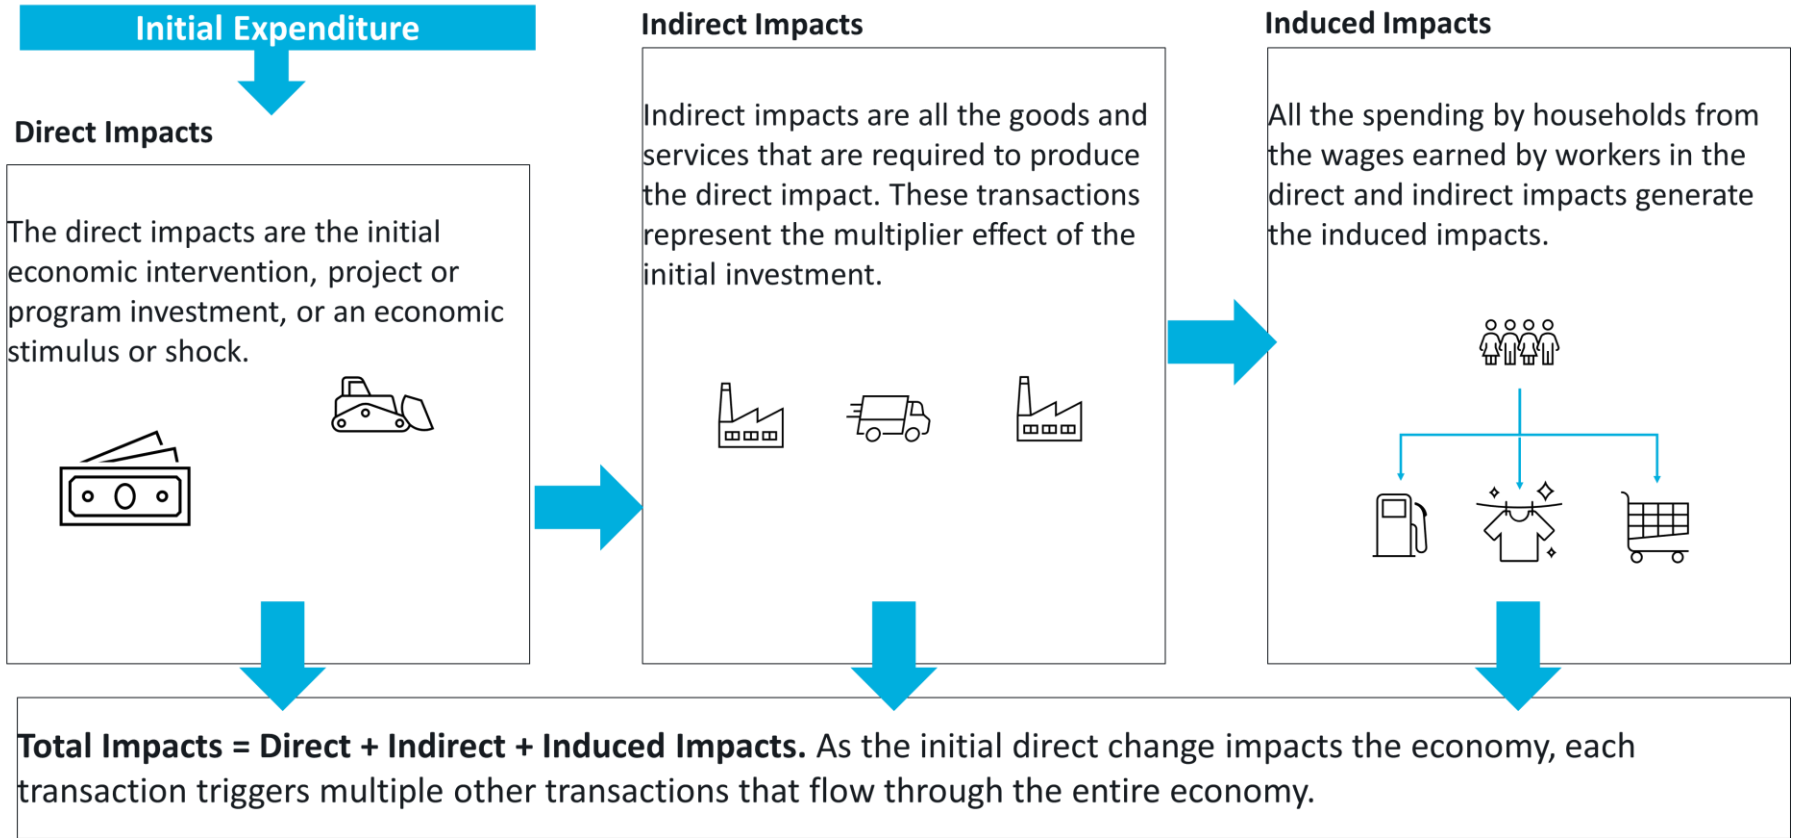 Initial Expenditure
Direct Impacts
The direct impacts are the initial
economic intervention, project or
program investment, or an economic
stimulus or shock.
Indirect Impacts
Indirect impacts are all the goods and
services that are required to produce
the direct impact. These transactions
represent the multiplier effect of the
initial investment.
Induced Impacts
All the spending by households from
the wages earned by workers in the
direct and indirect impacts generate
the induced impacts.
Total Impacts = Direct + Indirect + Induced Impacts. As the initial direct change impacts the economy, each
transaction triggers multiple other transactions that flow through the entire economy.